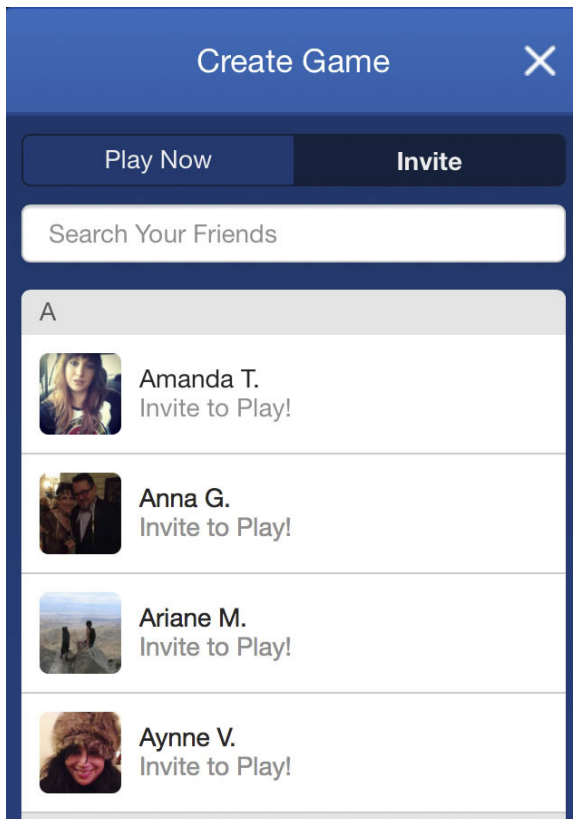 Create Game
Play Now
Invite
Search Your Friends
A
Amanda T.
Invite to Play!
Anna G.
Invite to Play!
Ariane M.
Invite to Play!
Aynne V.
Invite to Play!